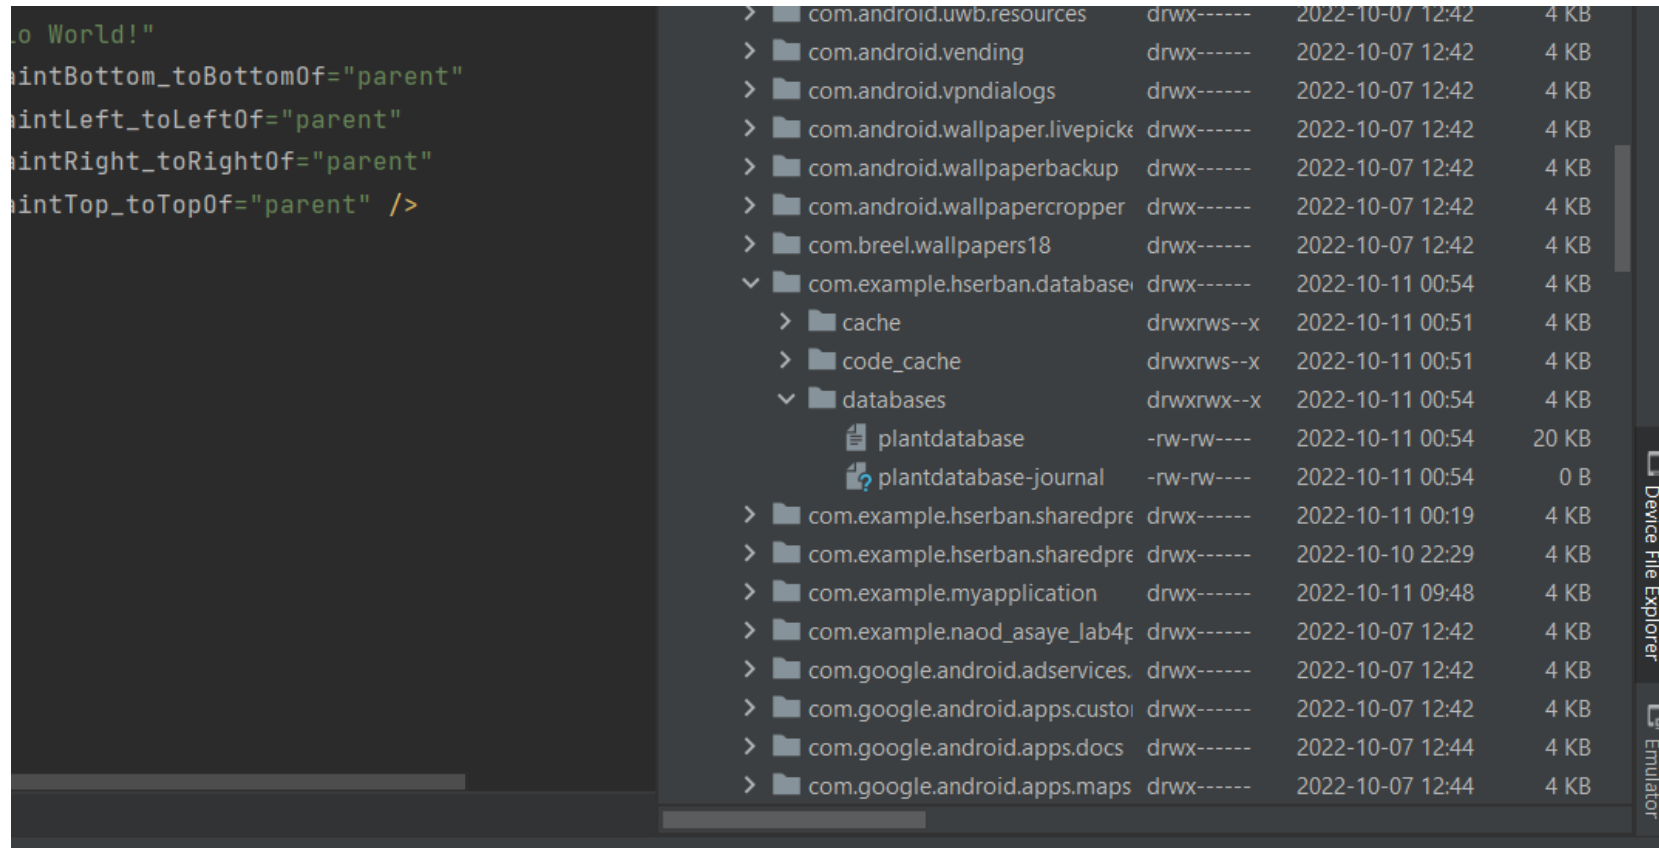 lo World!"
aintBottom_toBottomOf="parent"
aintLeft_toLeftOf="parent"
aintRight_toRightOf="parent"
aintTop_toTopOf="parent" />
com.android.uwb.resources drwx------ 2022-10-07 12:42 4 KB
com.android.vending drwx------ 2022-10-07 12:42 4 KB
com.android.vpndialogs drwx------ 2022-10-07 12:42 4 KB
com.android.wallpaper.livepicke drwx------ 2022-10-07 12:42 4 KB
com.android.wallpaperbackup drwx------ 2022-10-07 12:42 4 KB
com.android.wallpapercropper drwx------ 2022-10-07 12:42 4 KB
com.breel.wallpapers18 drwx------ 2022-10-07 12:42 4 KB
com.example.hserban.database drwx------ 2022-10-11 00:54 4 KB
cache drwxrws--x 2022-10-11 00:51 4 KB
code_cache drwxrws--x 2022-10-11 00:51 4 KB
databases drwxrwx--x 2022-10-11 00:54 4 KB
plantdatabase -rw-rw---- 2022-10-11 00:54 20 KB
plantdatabase-journal -rw-rw---- 2022-10-11 00:54 0 B
com.example.hserban.sharedpre drwx------ 2022-10-11 00:19 4 KB
com.example.hserban.sharedpre drwx------ 2022-10-10 22:29 4 KB
com.example.myapplication drwx------ 2022-10-11 09:48 4 KB
com.example.naod_asaye_lab4p drwx------ 2022-10-07 12:42 4 KB
com.google.android.adservices. drwx------ 2022-10-07 12:42 4 KB
com.google.android.apps.custo drwx------ 2022-10-07 12:42 4 KB
com.google.android.apps.docs drwx------ 2022-10-07 12:44 4 KB
com.google.android.apps.maps drwx------ 2022-10-07 12:44 4 KB
Device File Explorer
Emulator